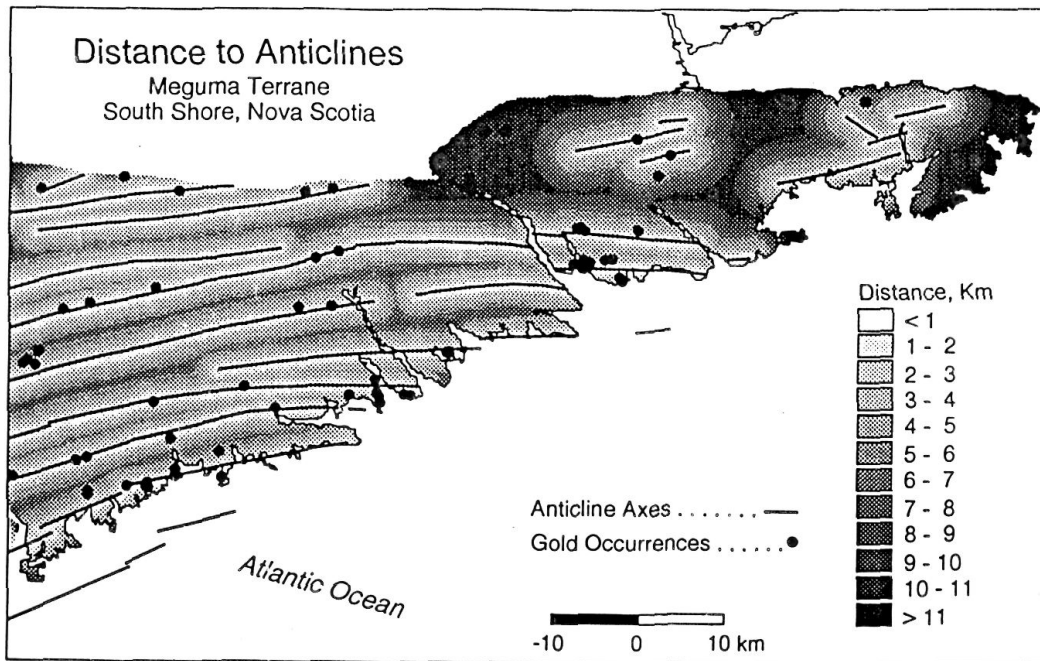 Distance to Anticlines
Meguma Terrane
South Shore, Nova Scotia
Distance, Km
< 1
1 - 2
2 - 3
3 - 4
4 - 5
5 - 6
6 - 7
7 - 8
8 - 9
9 - 10
10 - 11
> 11
Anticline Axes . . . . . .
Gold Occurrences . . . . . .
Atlantic Ocean
-10 0 10 km